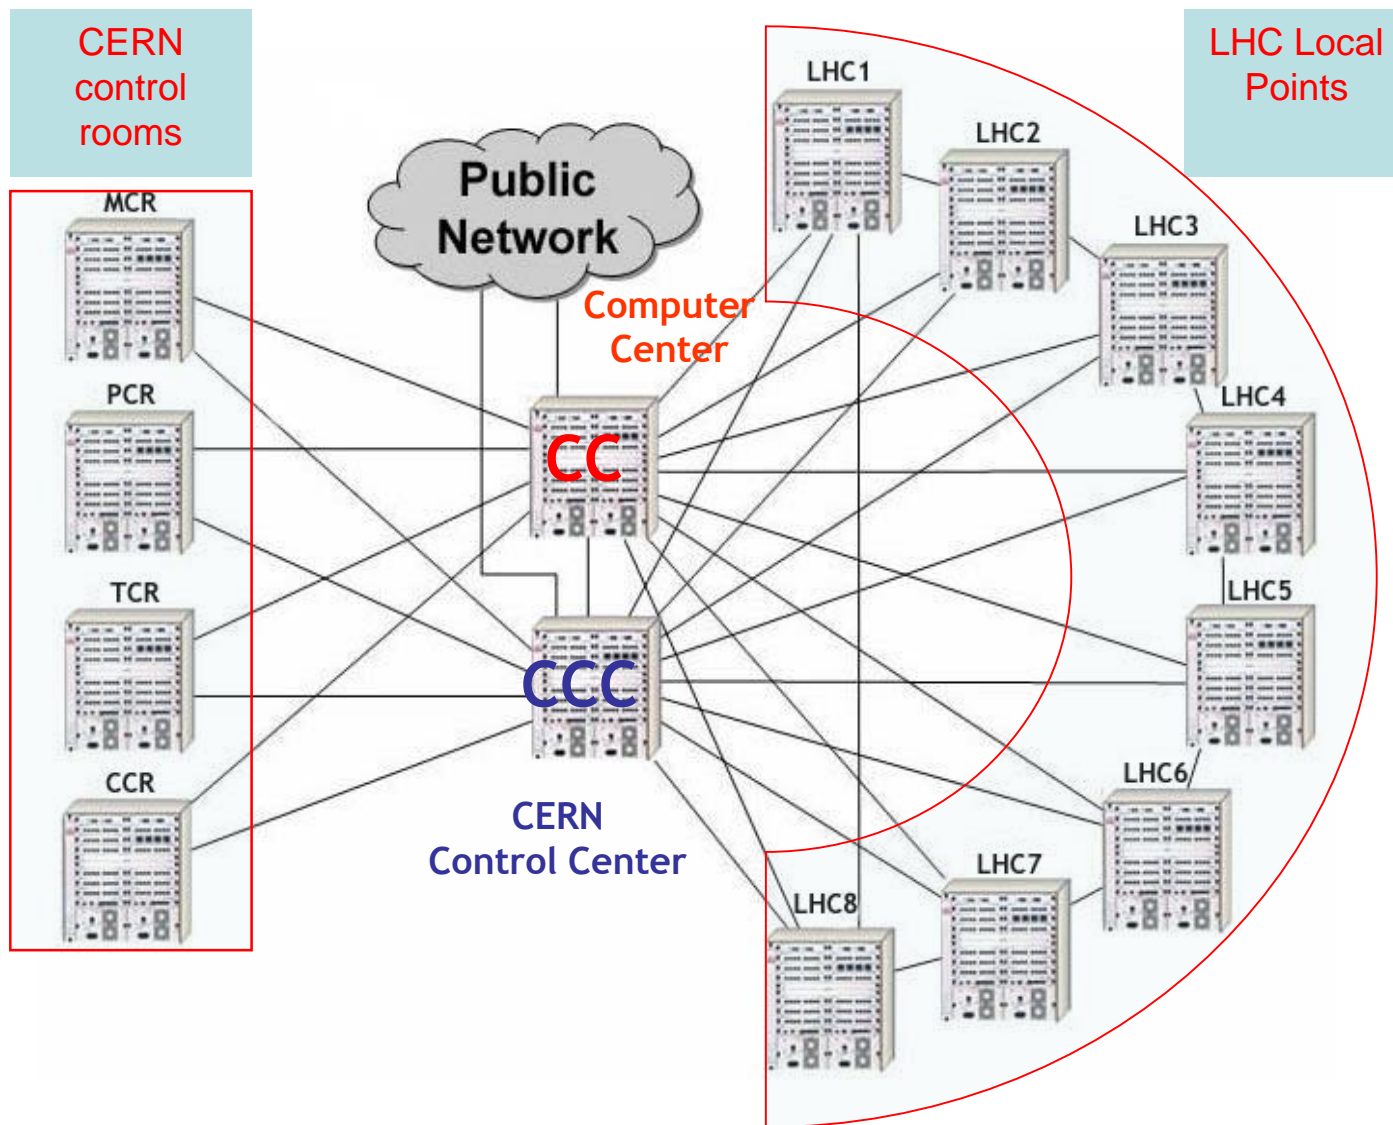 CERN
control
rooms
LHC Local
Points
LHC1
LHC2
LHC3
LHC4
LHC5
LHC6
LHC7
LHC8
Public
Network
MCR
PCR
TCR
CCR
Computer
Center
CC
CCC
CERN
Control Center